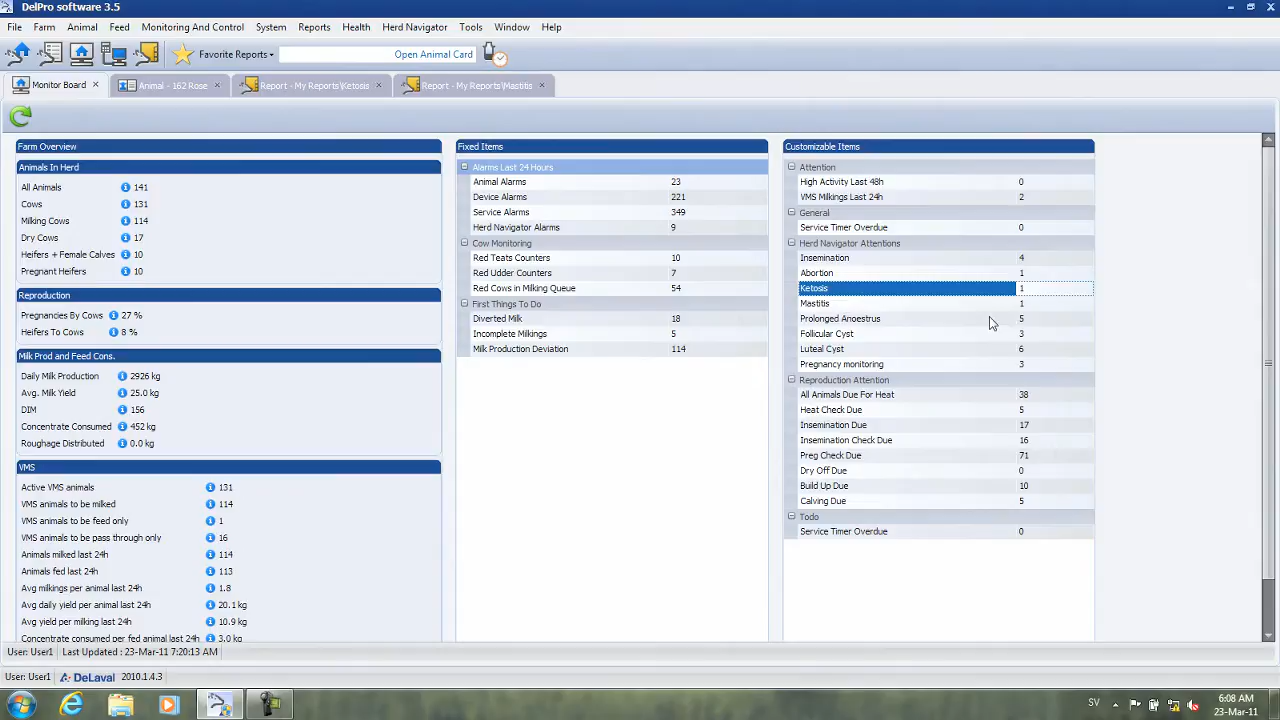 DelPro software 3.5
File Farm Animal Feed Monitoring And Control System Reports Health Herd Navigator Tools Window Help
Favorite Reports Open Animal Card
Monitor Board Animal - 162 Rose Report - My Reports\Ketosis Report - My Reports\Mastitis
Farm Overview
Animals In Herd
All Animals 141
Cows 131
Milking Cows 114
Dry Cows 17
Heifers + Female Calves 10
Pregnant Heifers 10
Reproduction
Pregnancies By Cows 27 %
Heifers To Cows 8 %
Milk Prod and Feed Cons.
Daily Milk Production 2926 kg
Avg. Milk Yield 25.0 kg
DIM 156
Concentrate Consumed 452 kg
Roughage Distributed 0.0 kg
VMS
Active VMS animals 131
VMS animals to be milked 114
VMS animals to be feed only 1
VMS animals to be pass through only 16
Animals milked last 24h 114
Animals fed last 24h 113
Avg milkings per animal last 24h 1.8
Avg daily yield per animal last 24h 20.1 kg
Avg yield per milking last 24h 10.9 kg
Concentrate consumed per fed animal last 24h 3.0 kg
Fixed Items
Alarms Last 24 Hours
Animal Alarms 23
Device Alarms 221
Service Alarms 349
Herd Navigator Alarms 9
Cow Monitoring
Red Teats Counters 10
Red Udder Counters 7
Red Cows in Milking Queue 54
First Things To Do
Diverted Milk 18
Incomplete Milkings 5
Milk Production Deviation 114
Customizable Items
Attention
High Activity Last 48h 0
VMS Milkings Last 24h 2
General
Service Timer Overdue 0
Herd Navigator Attentions
Insemination 4
Abortion 1
Ketosis 1
Mastitis 1
Prolonged Anoestrus 5
Follicular Cyst 3
Luteal Cyst 6
Pregnancy monitoring 3
Reproduction Attention
All Animals Due For Heat 38
Heat Check Due 5
Insemination Due 17
Insemination Check Due 16
Preg Check Due 71
Dry Off Due 0
Build Up Due 10
Calving Due 5
Todo
Service Timer Overdue 0
User: User1 Last Updated : 23-Mar-11 7:20:13 AM
User: User1 DeLaval 2010.1.4.3
SV 6:08 AM
23-Mar-11